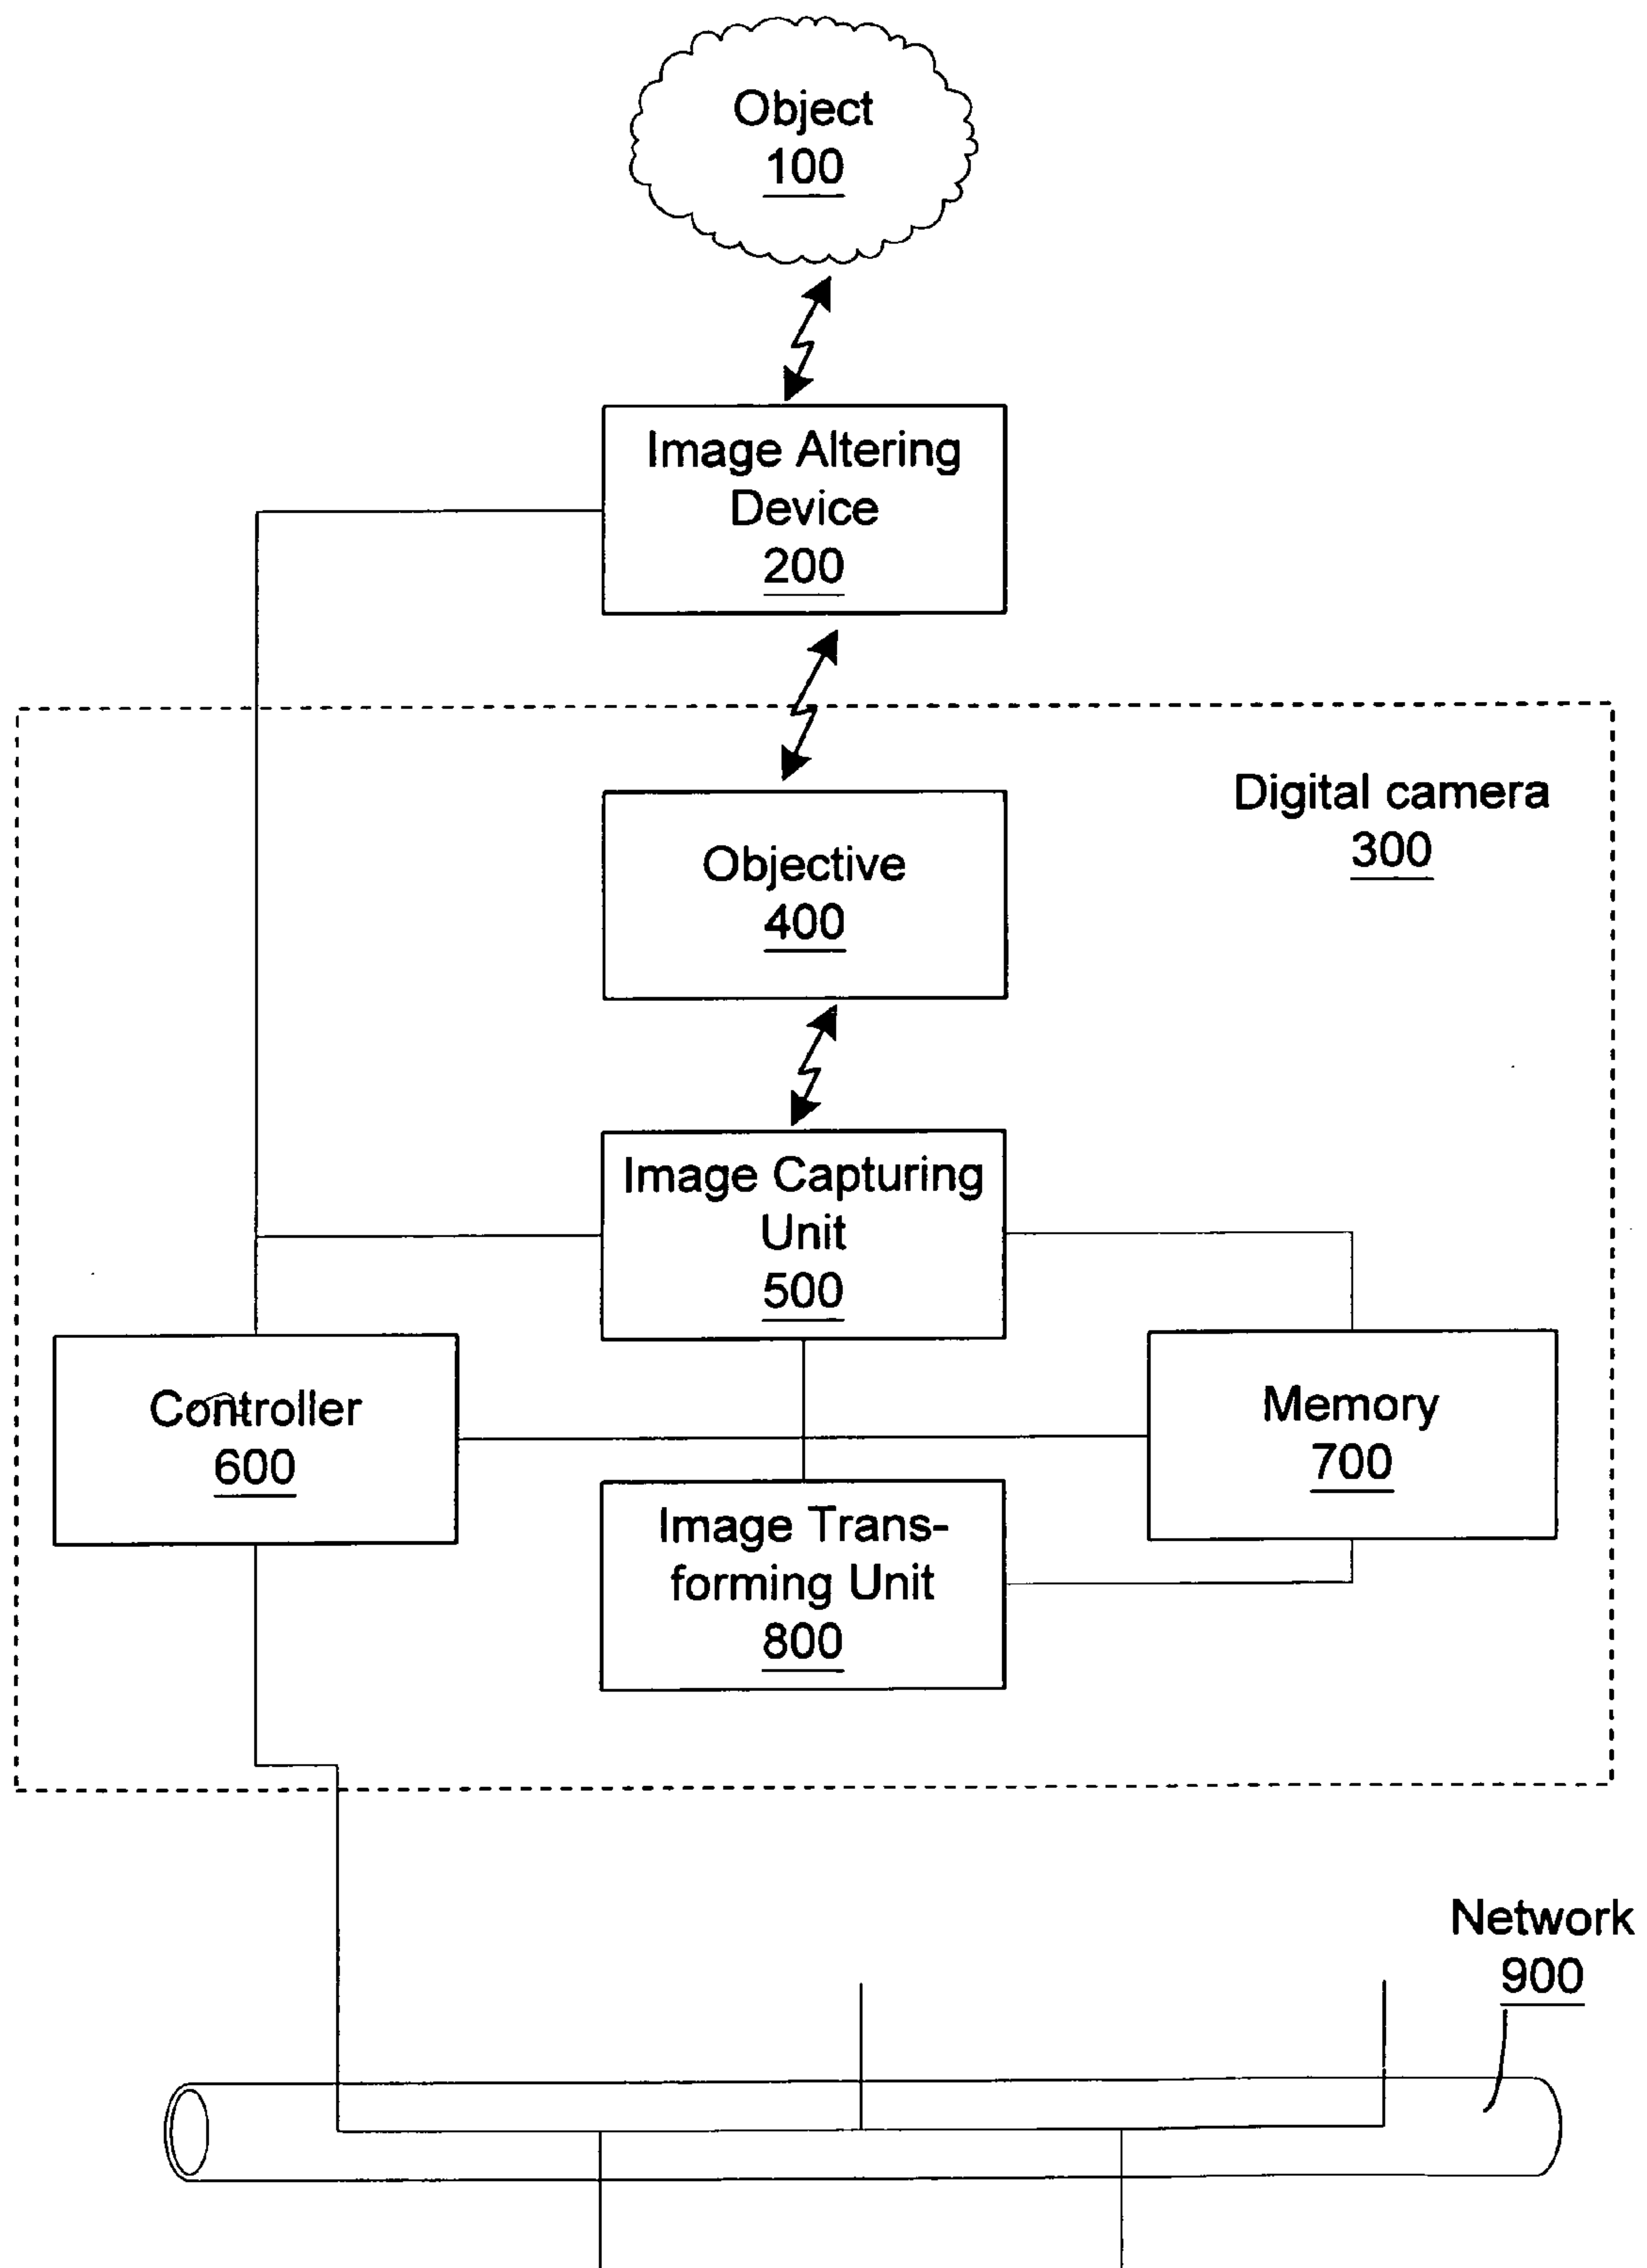 Object
100
Image Altering
Device
200
Digital camera
300
Objective
400
Image Capturing
Unit
500
Controller
600
Memory
700
Image Trans-
forming Unit
800
Network
900